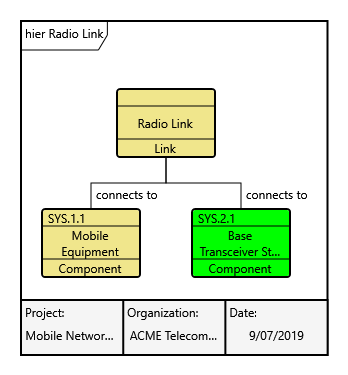 hier Radio Link
Radio Link
Link
connects to
connects to
SYS.1.1
Mobile
Equipment
Component
SYS.2.1
Base
Transceiver St...
Component
Project:
Mobile Networ...
Organization:
ACME Telecom...
Date:
9/07/2019